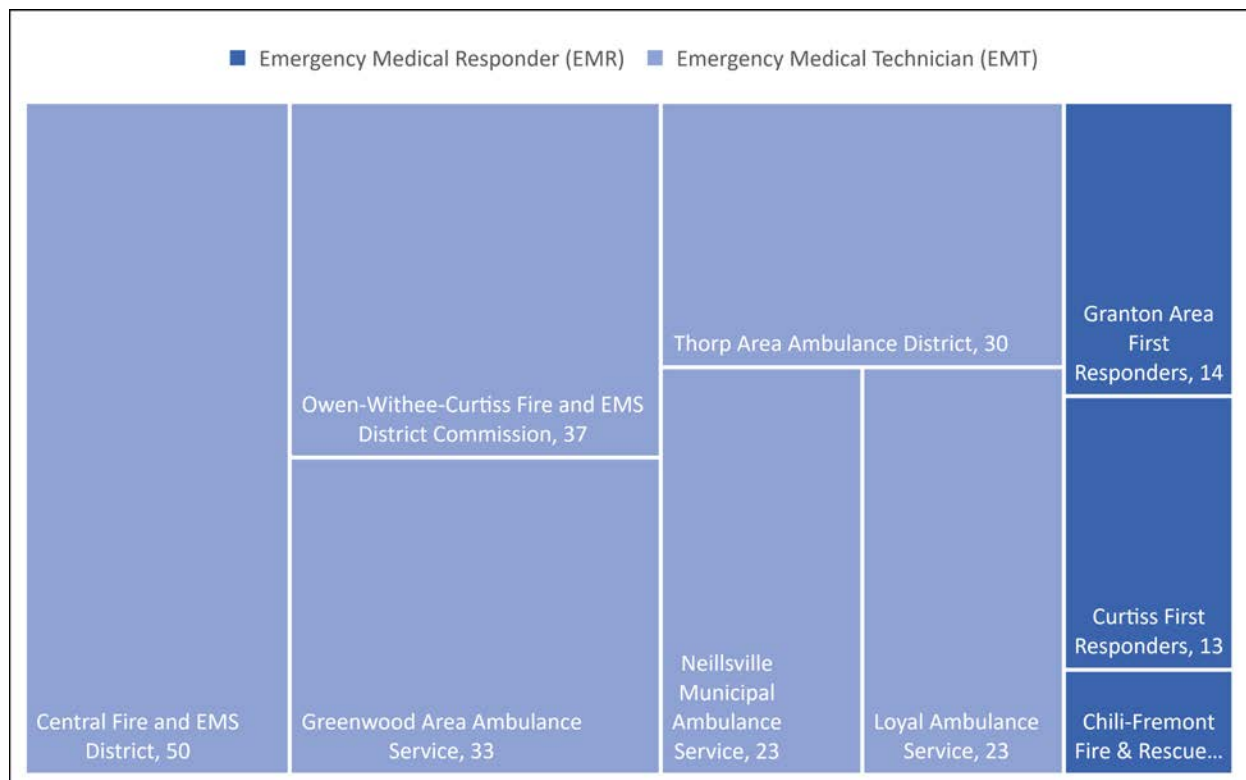 Emergency Medical Responder (EMR) Emergency Medical Technician (EMT)
Central Fire and EMS
District, 50
Owen-Withee-Curtiss Fire and EMS
District Commission, 37
Greenwood Area Ambulance
Service, 33
Thorp Area Ambulance District, 30
Neillsville
Municipal
Ambulance
Service, 23
Loyal Ambulance
Service, 23
Granton Area
First
Responders, 14
Curtiss First
Responders, 13
Chili-Fremont
Fire & Rescue...